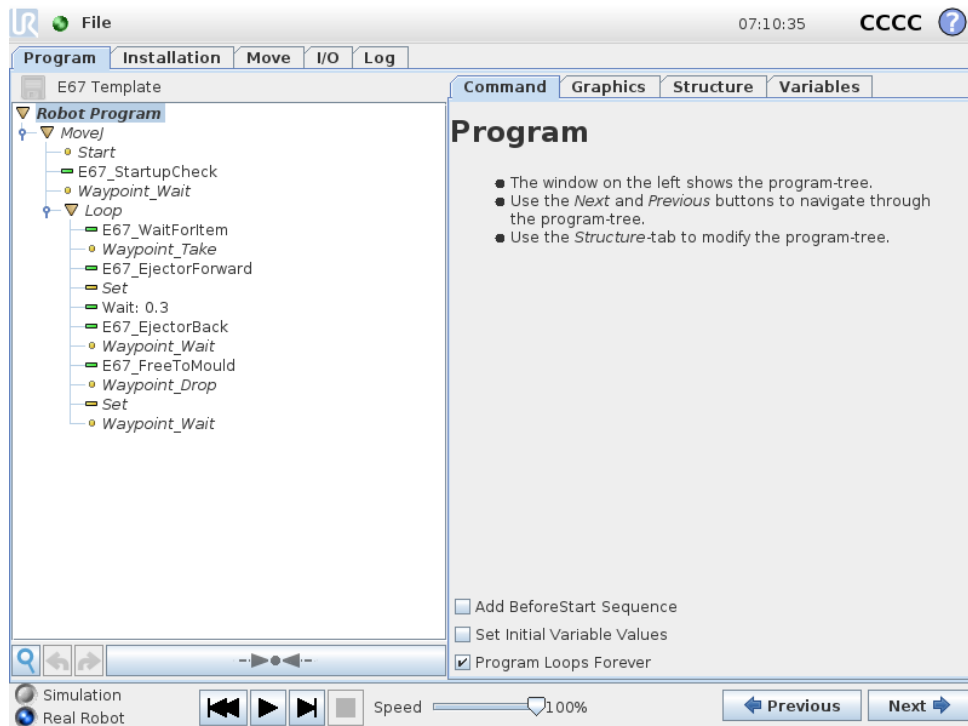 UR File 07:10:35 CCCC ?
Program Installation Move I/O Log
E67 Template
Command Graphics Structure Variables
Robot Program
MoveJ
Start
E67_StartupCheck
Waypoint_Wait
Loop
E67_WaitForItem
Waypoint_Take
E67_EjectorForward
Set
Wait: 0.3
E67_EjectorBack
Waypoint_Wait
E67_FreeToMould
Waypoint_Drop
Set
Waypoint_Wait
Program
The window on the left shows the program-tree.
Use the Next and Previous buttons to navigate through
the program-tree.
Use the Structure-tab to modify the program-tree.
Add BeforeStart Sequence
Set Initial Variable Values
Program Loops Forever
Simulation
Real Robot
Speed 100%
Previous Next